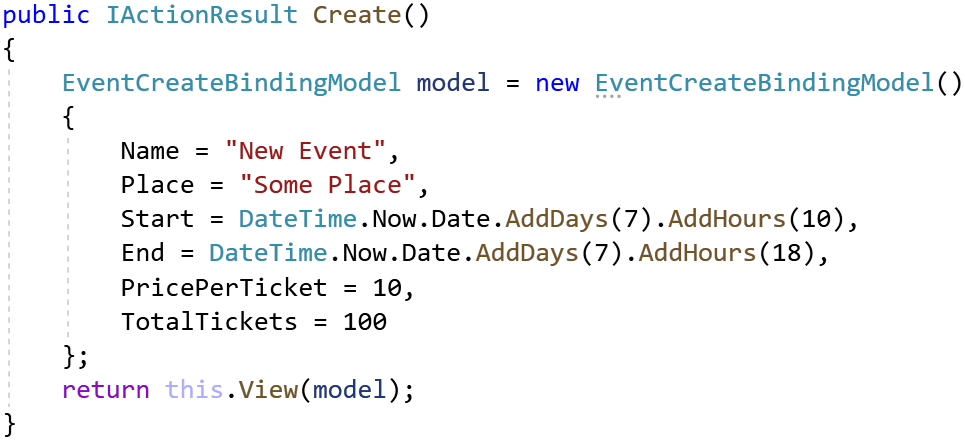 public IActionResult Create()
{
    EventCreateBindingModel model = new EventCreateBindingModel()
    {
        Name = "New Event",
        Place = "Some Place",
        Start = DateTime.Now.Date.AddDays(7).AddHours(10),
        End = DateTime.Now.Date.AddDays(7).AddHours(18),
        PricePerTicket = 10,
        TotalTickets = 100
    };
    return this.View(model);
}